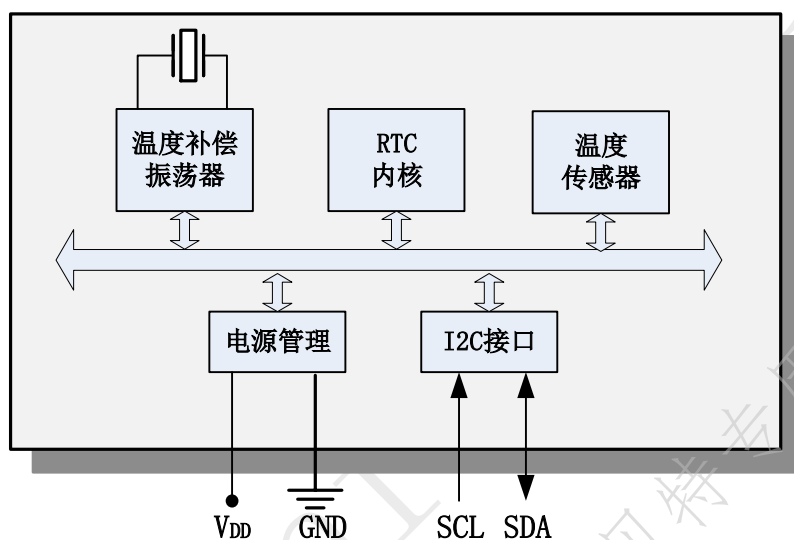 温度补偿
振荡器
RTC
内核
温度
传感器
电源管理
I2C接口
VDD
GND
SCL
SDA